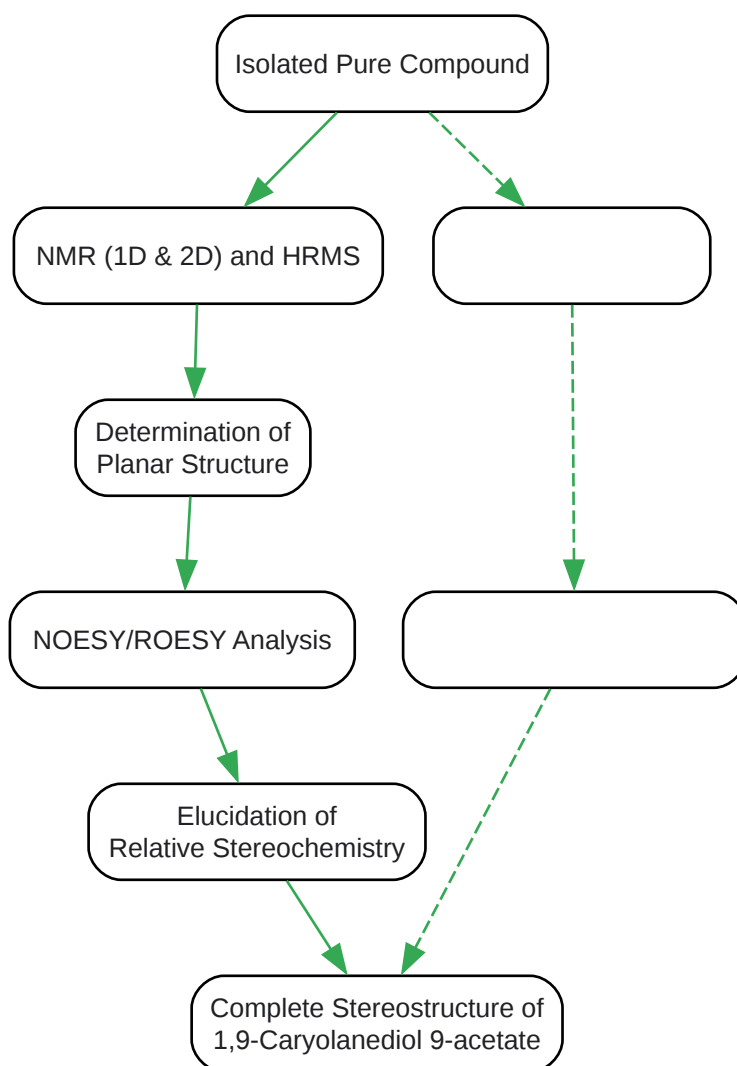 Isolated Pure Compound
NMR (1D & 2D) and HRMS
Determination of
Planar Structure
NOESY/ROESY Analysis
Elucidation of
Relative Stereochemistry
Complete Stereostructure of
1,9-Caryolanediol 9-acetate